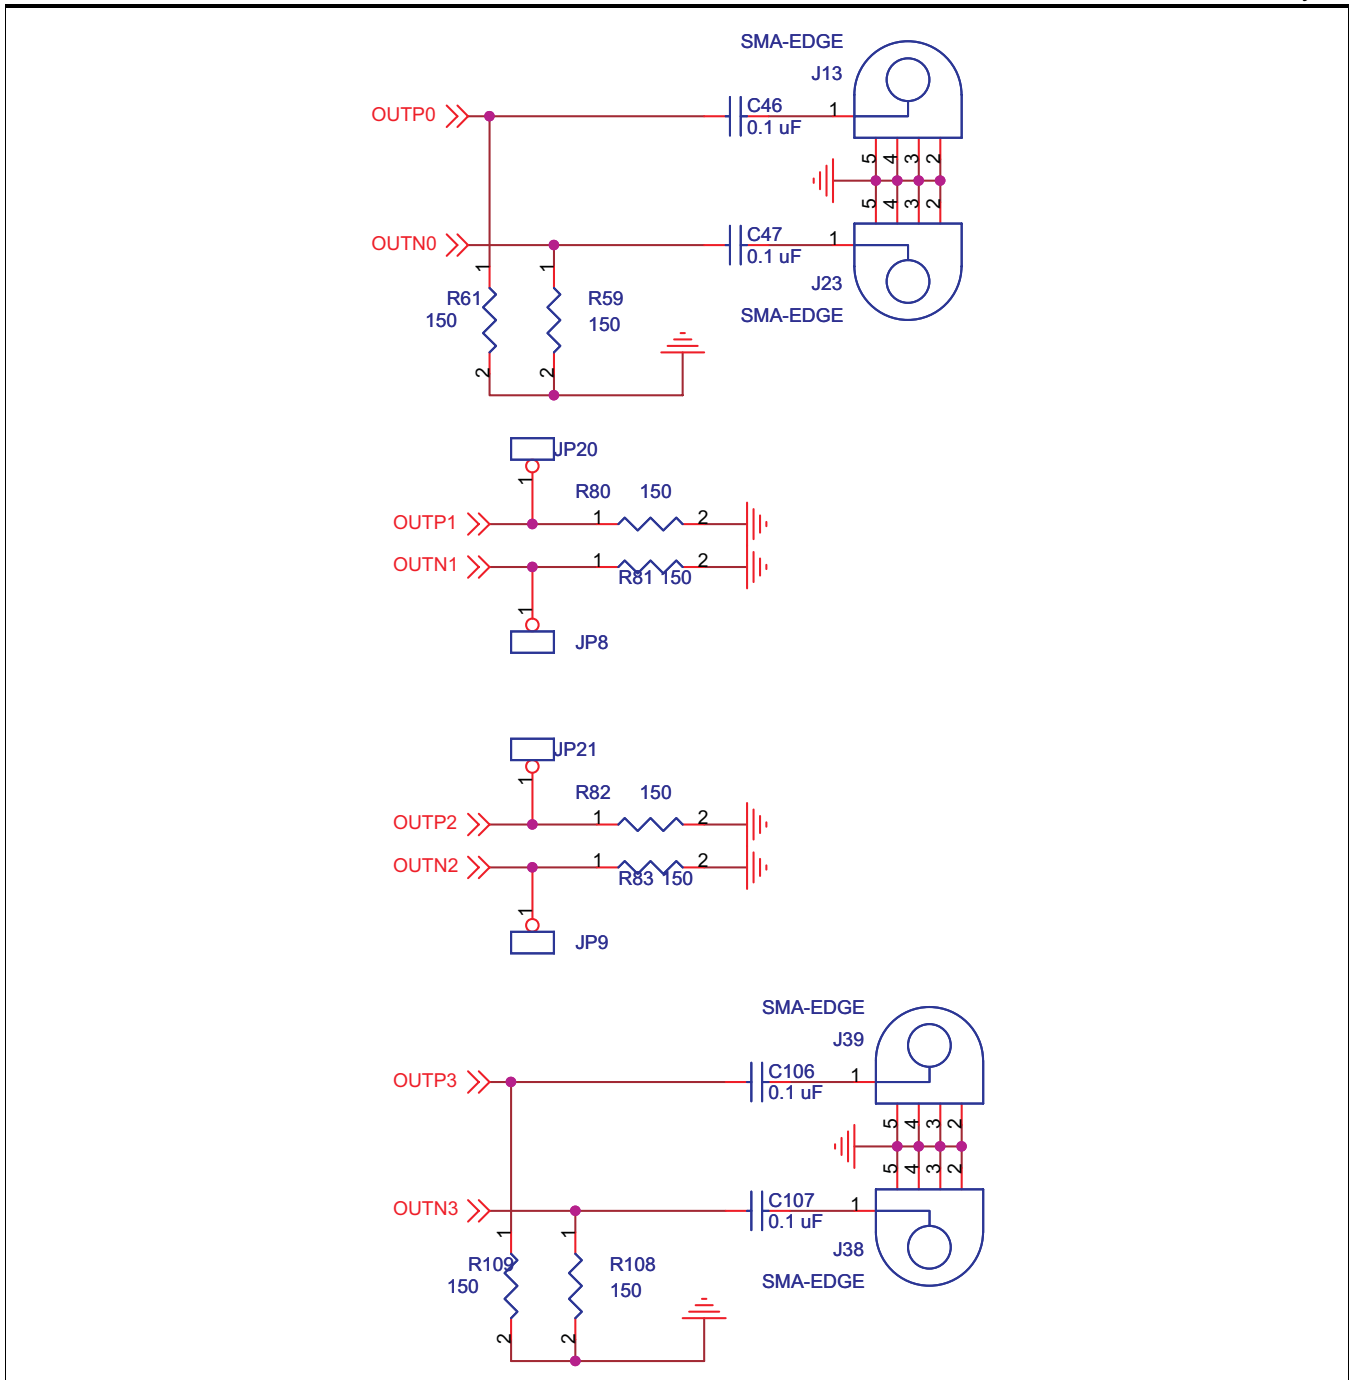 SMA-EDGE
J13
OUTP0
C46
0.1 uF
1
5 4 3 2
5 4 3 2
OUTN0
C47
0.1 uF
1
J23
SMA-EDGE
1
1
R61
150
R59
150
2
2
JP20
1
R80 150
OUTP1
1 2
OUTN1
1 2
R81 150
1
JP8
JP21
1
R82 150
OUTP2
1 2
OUTN2
1 2
R83 150
1
JP9
SMA-EDGE
J39
OUTP3
C106
0.1 uF
1
5 4 3 2
5 4 3 2
OUTN3
C107
0.1 uF
1
J38
SMA-EDGE
1
1
R109
150
R108
150
2
2